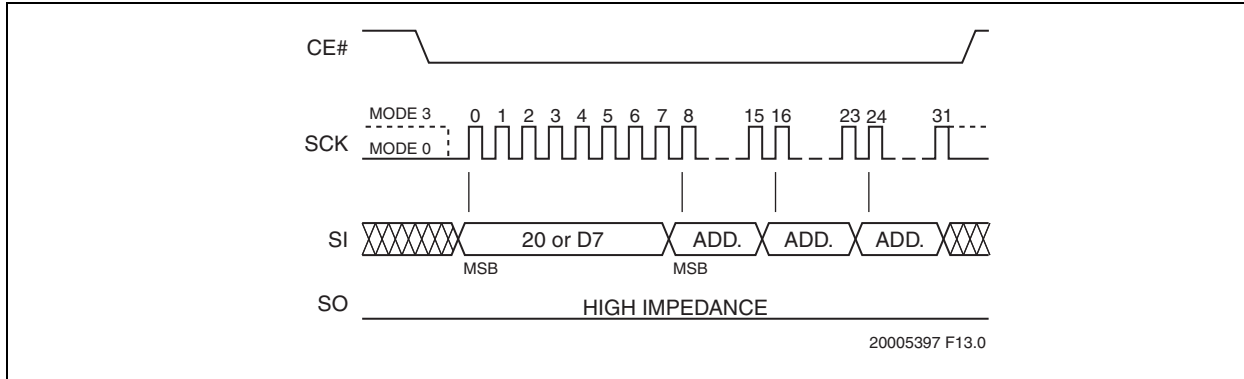 CE#
MODE 3
0 1 2 3 4 5 6 7 8 15 16 23 24 31
SCK
MODE 0
SI
20 or D7 ADD. ADD. ADD.
MSB MSB
SO
HIGH IMPEDANCE
20005397 F13.0